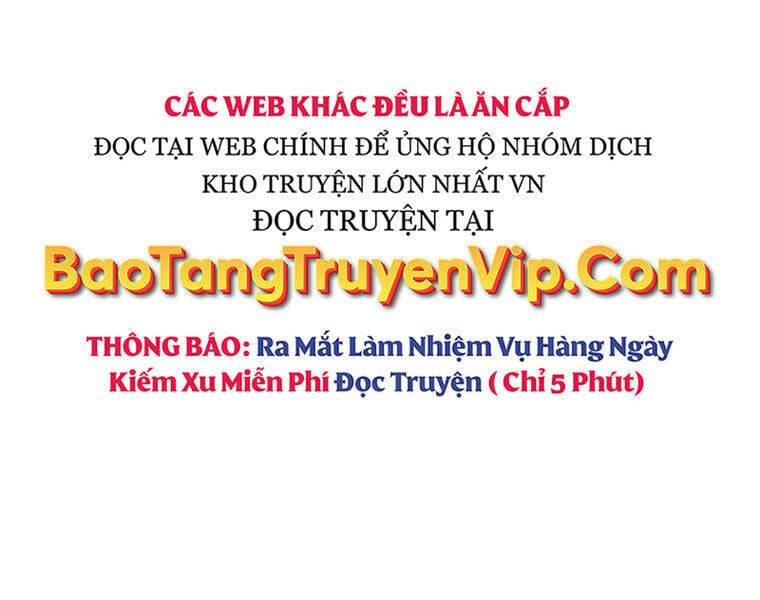 CÁC WEB KHÁC ĐỀU LÀ ĂN CẮP
ĐỌC TẠI WEB CHÍNH ĐỂ ỦNG HỘ NHÓM DỊCH
KHO TRUYỆN LỚN NHẤT VN
ĐỌC TRUYỆN TẠI
BaoTangTruyenVip.Com
THÔNG BÁO: Ra Mắt Làm Nhiệm Vụ Hàng Ngày
Kiếm Xu Miễn Phí Đọc Truyện ( Chỉ 5 Phút)